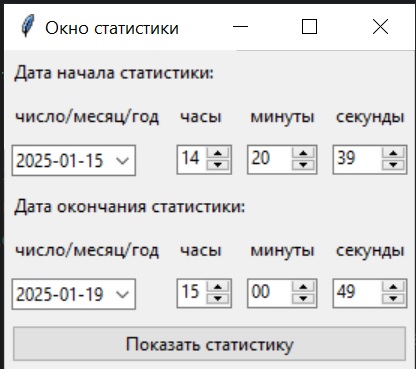 Окно статистики
Дата начала статистики:
число/месяц/год часы минуты секунды
2025-01-15 14 20 39
Дата окончания статистики:
число/месяц/год часы минуты секунды
2025-01-19 15 00 49
Показать статистику